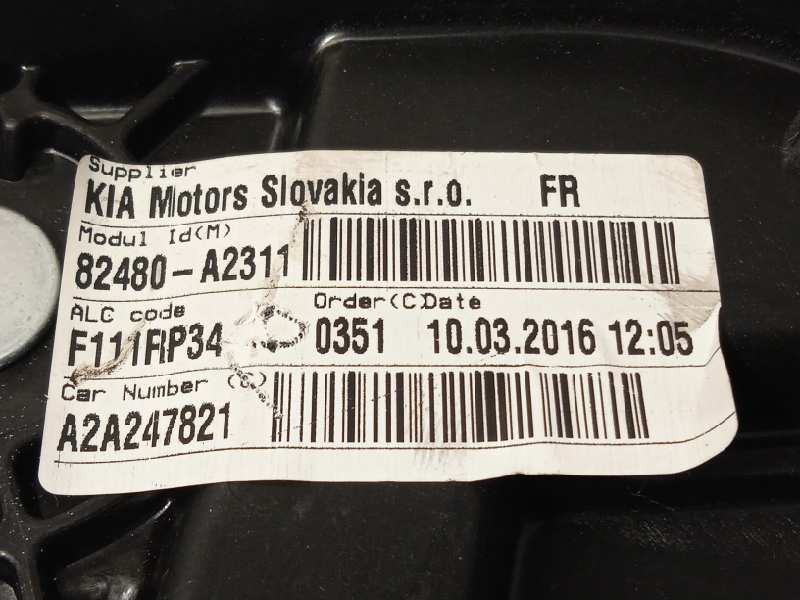 Supplier
KIA Motors Slovakia s.r.o. FR
Modul Id(M)
82480-A2311
ALC code Order(C)Date
F111RP34 0351 10.03.2016 12:05
Car Number (S)
A2A247821